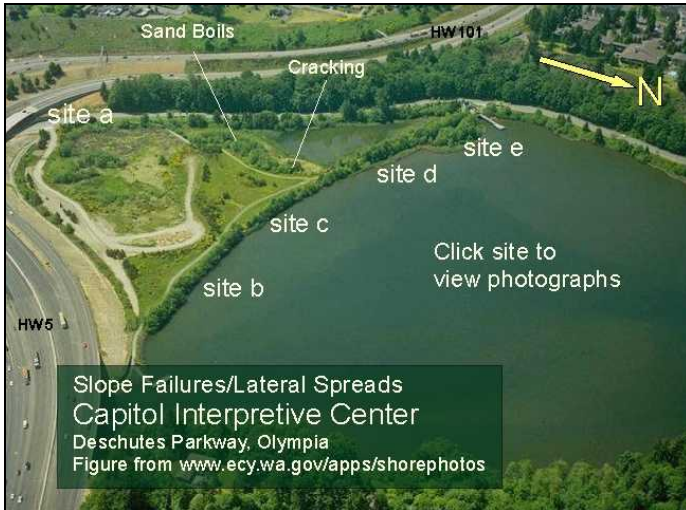 Sand Boils
HW101
Cracking
N
site a
site e
site d
site c
Click site to
view photographs
site b
HW5
Slope Failures/Lateral Spreads
Capitol Interpretive Center
Deschutes Parkway, Olympia
Figure from www.ecy.wa.gov/apps/shorephotos